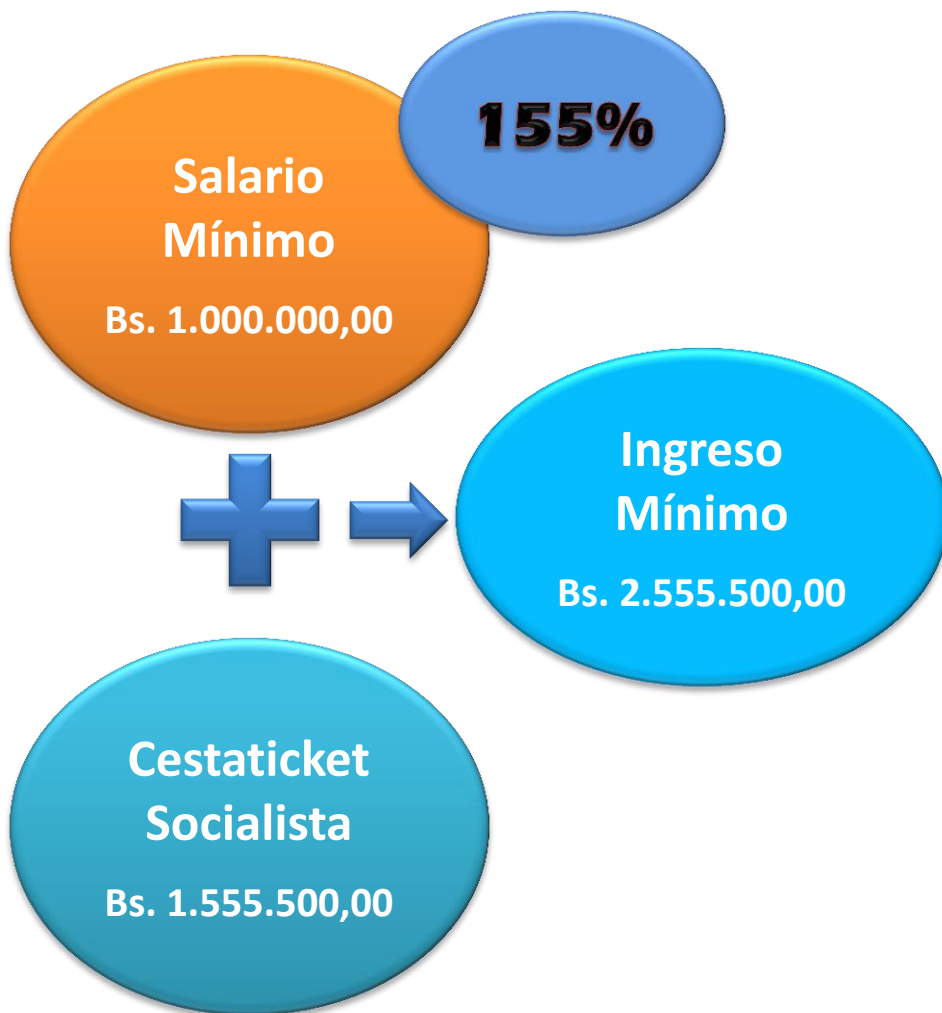 155%
Salario
Mínimo
Bs. 1.000.000,00
Ingreso
Mínimo
Bs. 2.555.500,00
Cestaticket
Socialista
Bs. 1.555.500,00